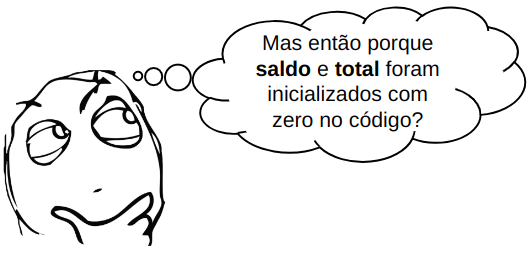 Mas então porque
saldo e total foram
inicializados com
zero no código?